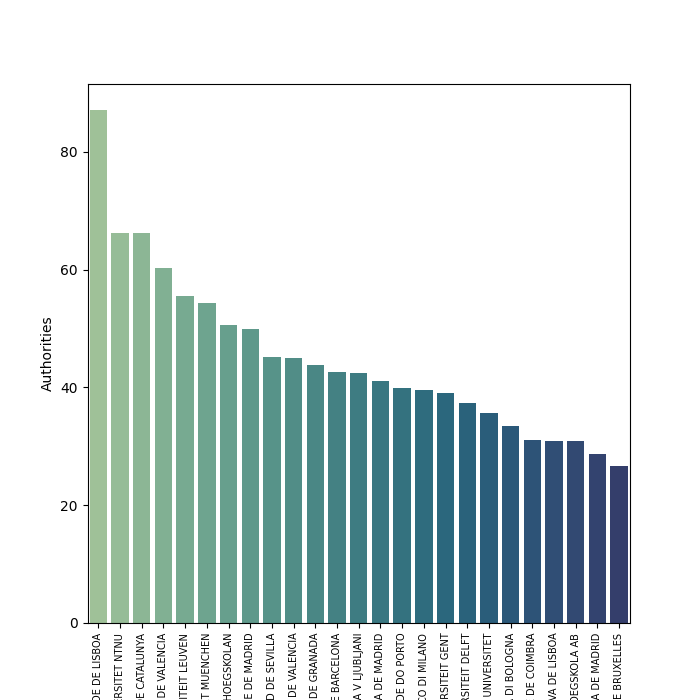 80
60
40
20
0
Authorities
DE DE LISBOA
RSITET NTNU
E CATALUNYA
DE VALENCIA
TEIT LEUVEN
T MUENCHEN
HOEGSKOLAN
E DE MADRID
D DE SEVILLA
DE VALENCIA
DE GRANADA
E BARCELONA
A V LJUBLJANI
A DE MADRID
DE DO PORTO
CO DI MILANO
RSITEIT GENT
RSITEIT DELFT
UNIVERSITET
DI BOLOGNA
DE COIMBRA
VA DE LISBOA
OEGSKOLA AB
A DE MADRID
E BRUXELLES